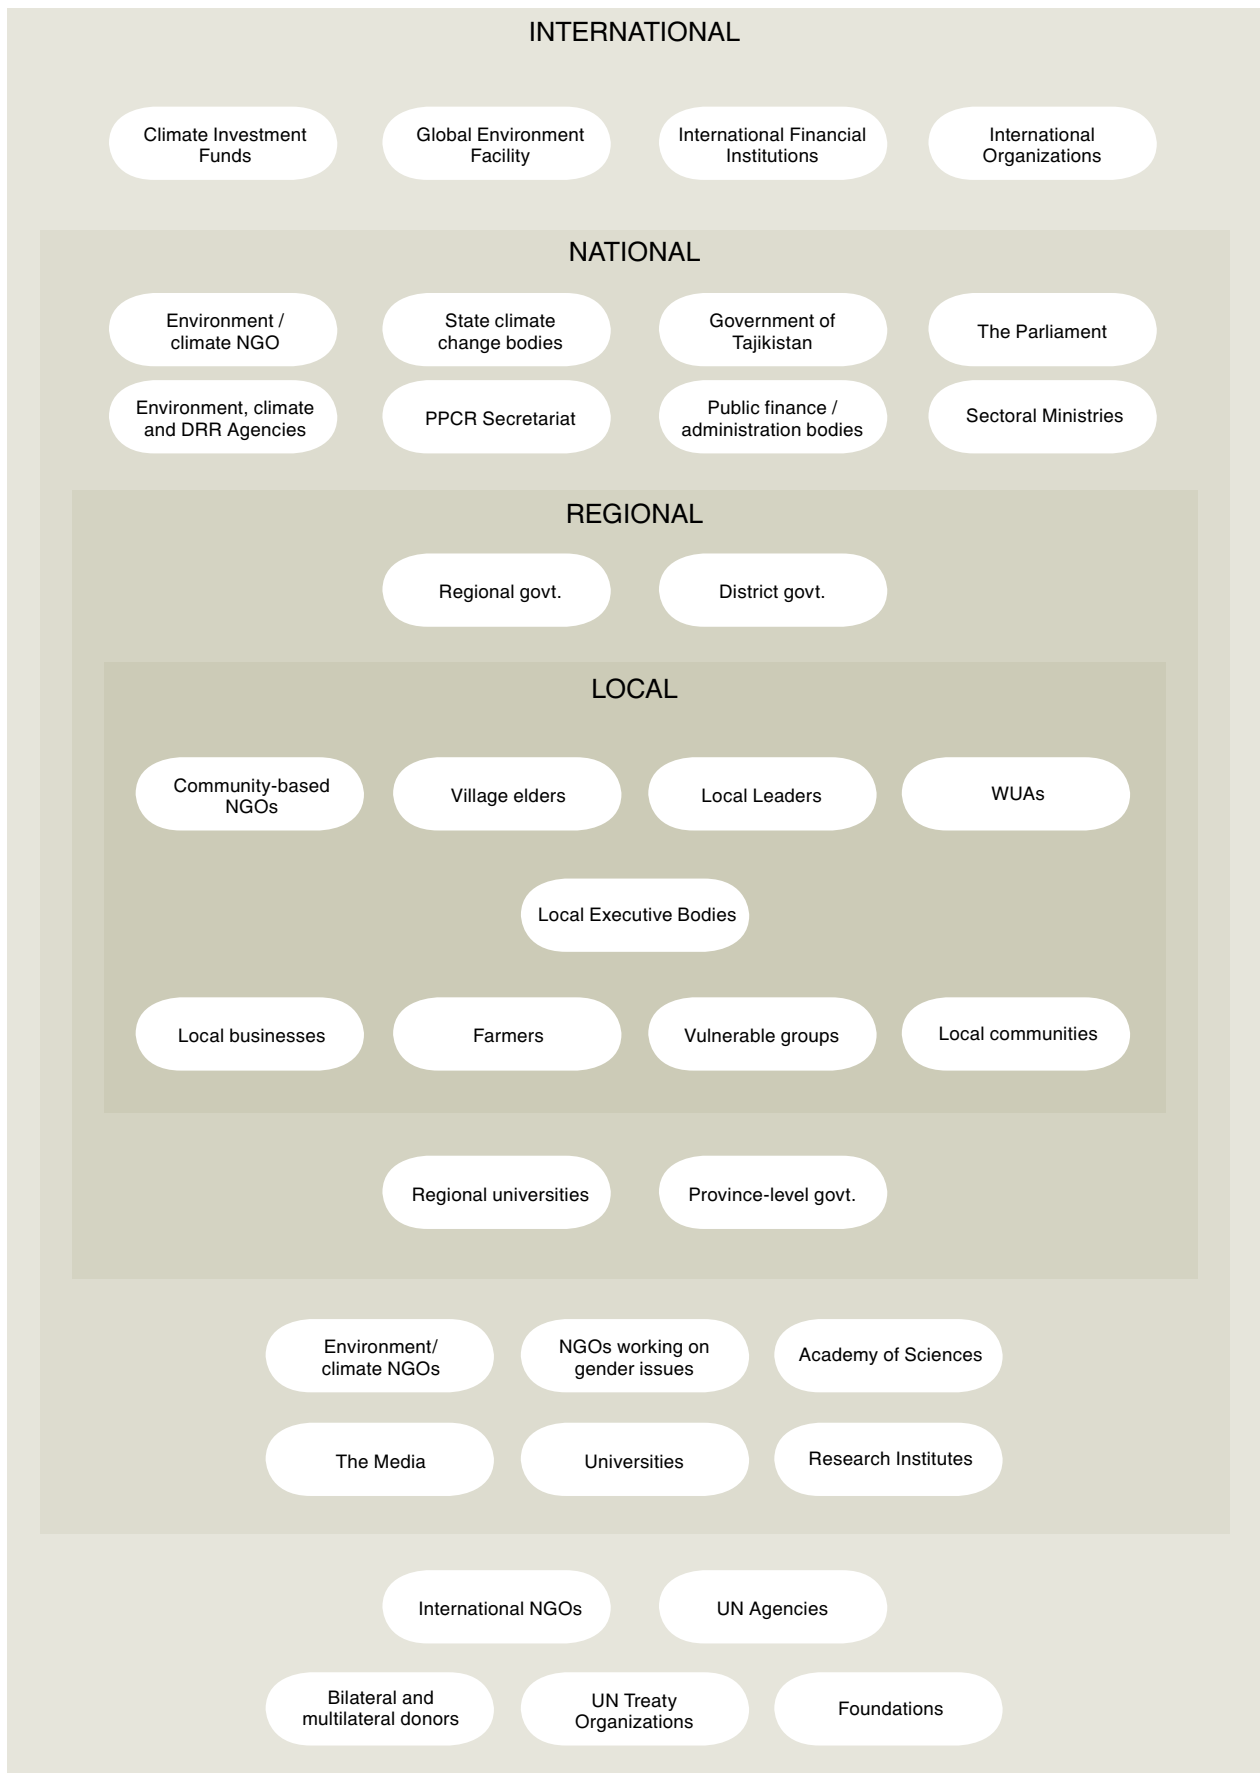 INTERNATIONAL
Climate Investment
Funds
Global Environment
Facility
International Financial
Institutions
International
Organizations
NATIONAL
Environment /
climate NGO
State climate
change bodies
Government of
Tajikistan
The Parliament
Environment, climate
and DRR Agencies
PPCR Secretariat
Public finance /
administration bodies
Sectoral Ministries
REGIONAL
Regional govt.
District govt.
LOCAL
Community-based
NGOs
Village elders
Local Leaders
WUAs
Local Executive Bodies
Local businesses
Farmers
Vulnerable groups
Local communities
Regional universities
Province-level govt.
Environment/
climate NGOs
NGOs working on
gender issues
Academy of Sciences
The Media
Universities
Research Institutes
International NGOs
UN Agencies
Bilateral and
multilateral donors
UN Treaty
Organizations
Foundations